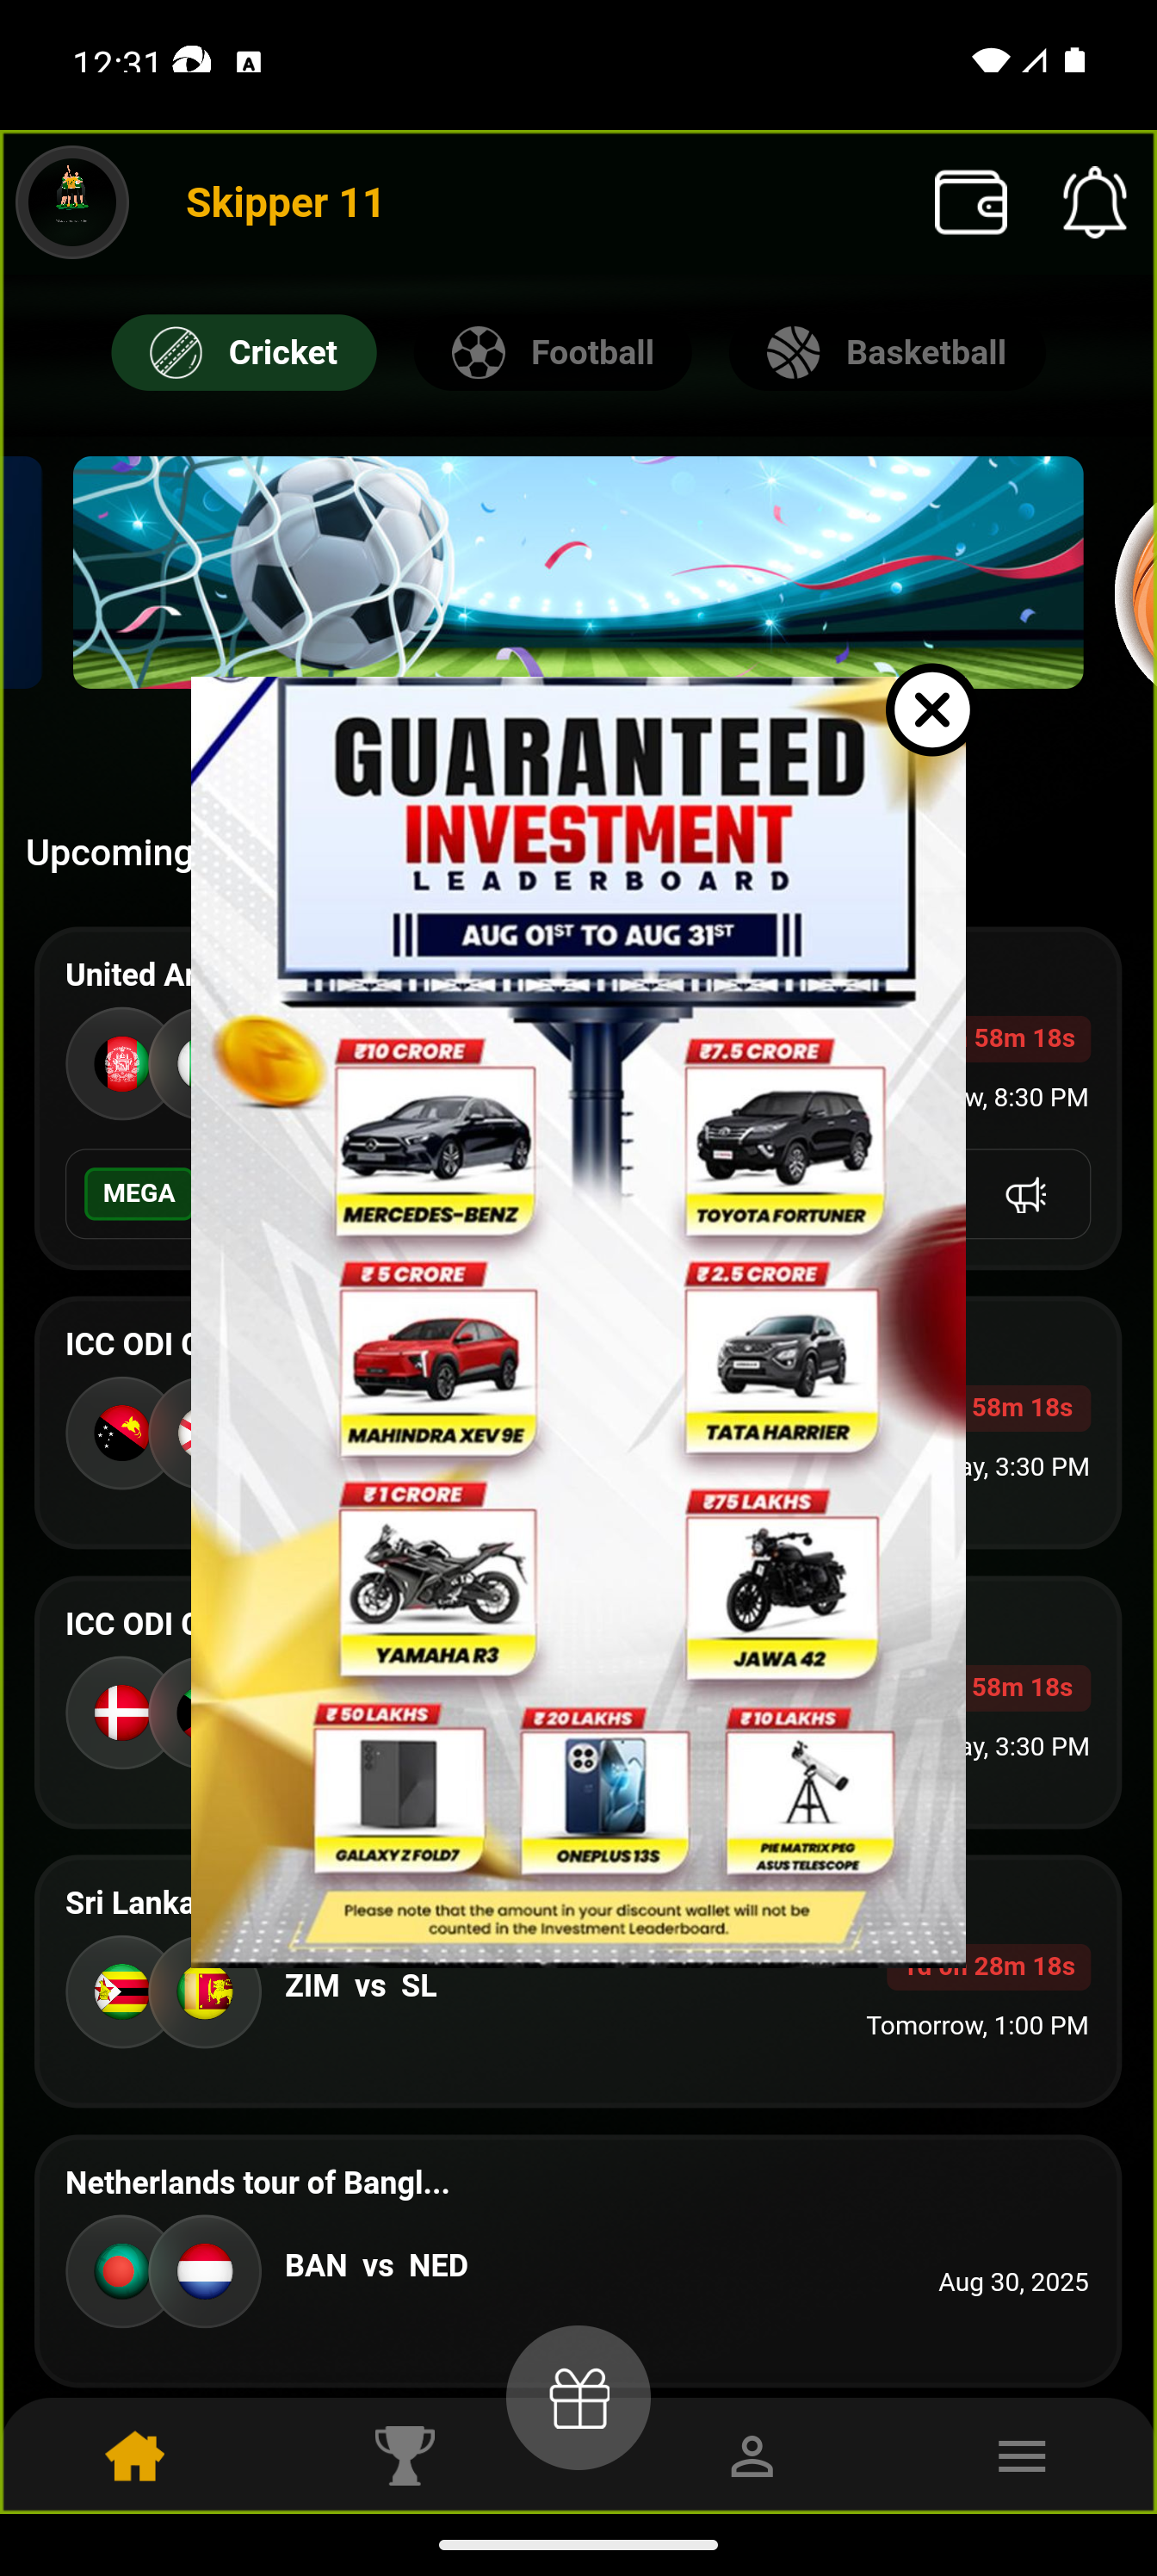 12:31
A
Skipper 11
Cricket
Football
Basketball
GUARANTEED
INVESTMENT
LEADERBOARD
AUG 01ST TO AUG 31ST
Upcoming
United Ar
58m 18s
w, 8:30 PM
MEGA
₹10 CRORE
₹7.5 CRORE
MERCEDES-BENZ
TOYOTA FORTUNER
₹ 5 CRORE
₹ 2.5 CRORE
ICC ODI C
58m 18s
ay, 3:30 PM
MAHINDRA XEV 9E
TATA HARRIER
₹ 1 CRORE
₹75 LAKHS
YAMAHA R3
JAWA 42
ICC ODI C
58m 18s
ay, 3:30 PM
₹ 50 LAKHS
₹ 20 LAKHS
₹ 10 LAKHS
GALAXY Z FOLD7
ONEPLUS 13S
PIE MATRIX PEG
ASUS TELESCOPE
Please note that the amount in your discount wallet will not be
counted in the Investment Leaderboard.
Sri Lanka
ZIM vs SL
28m 18s
Tomorrow, 1:00 PM
Netherlands tour of Bangl...
BAN vs NED
Aug 30, 2025